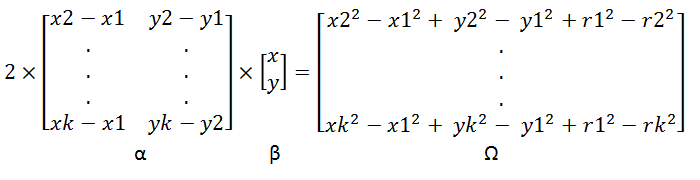 x2 − x1 y2 − y1 x2² − x1² + y2² − y1² + r1² − r2²
. . .
2 × . . × [x y] = .
. . .
xk − x1 yk − y2 xk² − x1² + yk² − y1² + r1² − rk²
α β Ω